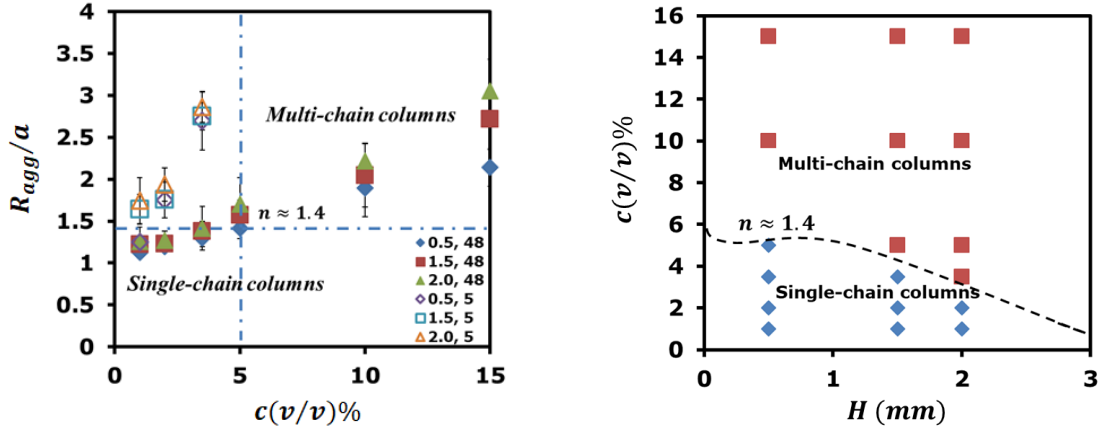 4
3.5
3
2.5
2
1.5
1
0.5
0
R_agg/a
Multi-chain columns
n ≈ 1.4
Single-chain columns
0.5, 48
1.5, 48
2.0, 48
0.5, 5
1.5, 5
2.0, 5
0 5 10 15
c(v/v)%
16
14
12
10
8
6
4
2
0
c(v/v)%
Multi-chain columns
n ≈ 1.4
Single-chain columns
0 1 2 3
H (mm)